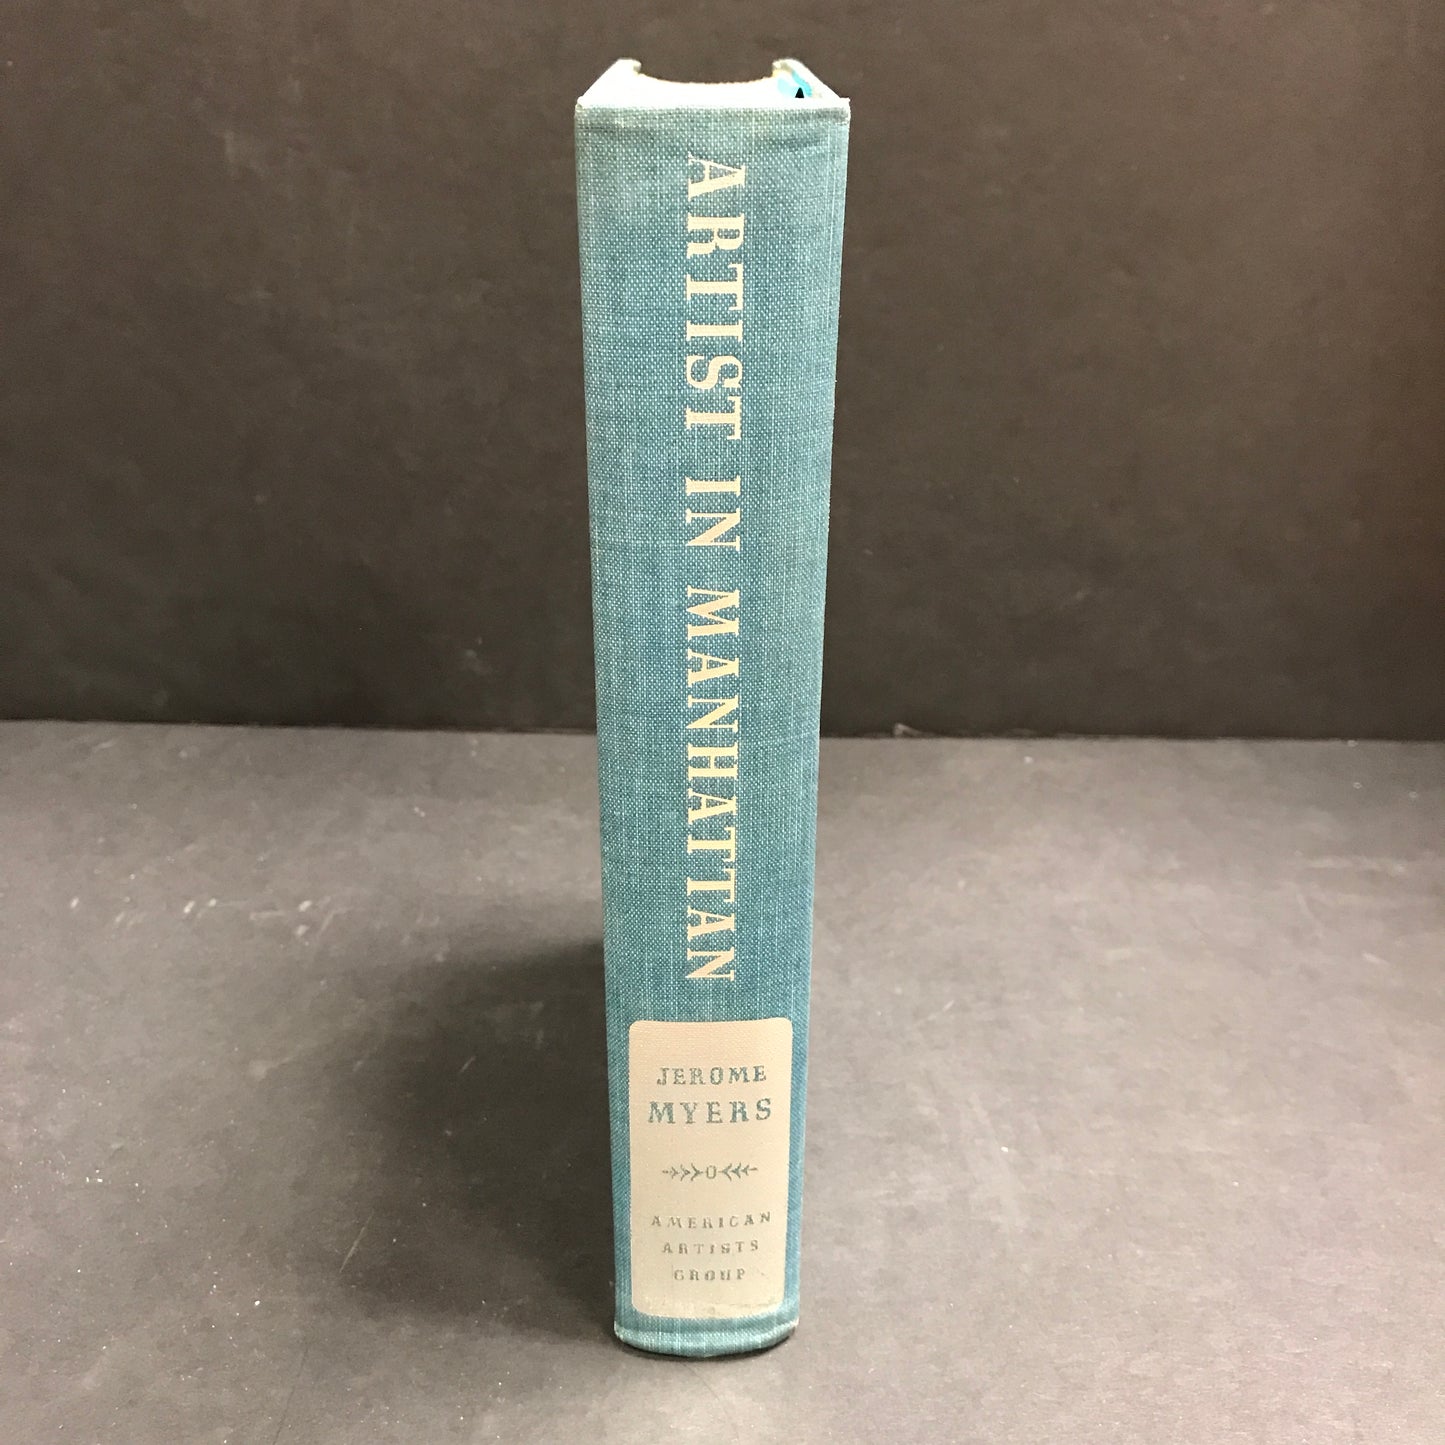 ARTIST IN MANHATTAN
JEROME
MYERS
AMERICAN
ARTISTS
GROUP